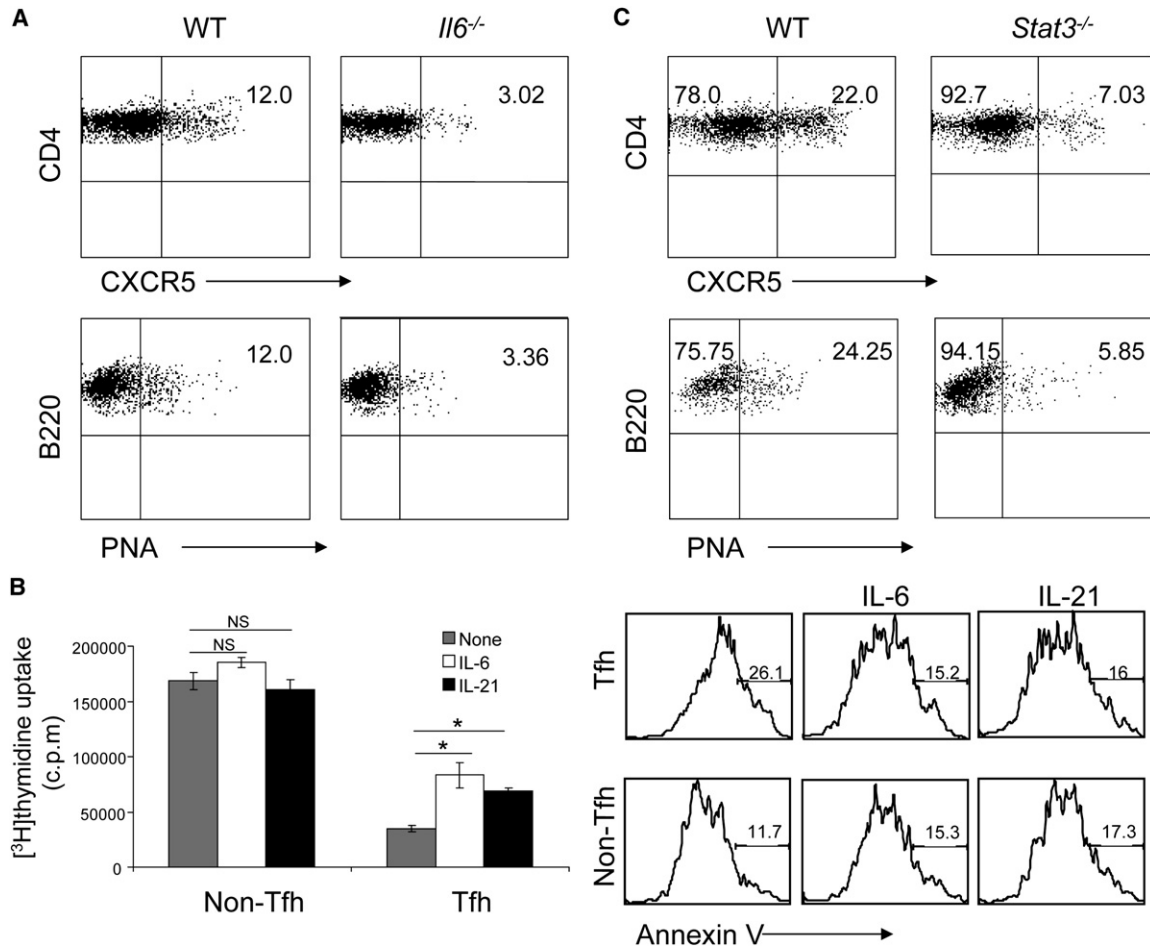 A
WT
Il6-/-
CD4
12.0
3.02
CXCR5
B220
12.0
3.36
PNA
C
WT
Stat3-/-
CD4
78.0
22.0
92.7
7.03
CXCR5
B220
75.75
24.25
94.15
5.85
PNA
B
[3H]thymidine uptake
(c.p.m)
200000
150000
100000
50000
0
NS
NS
None
IL-6
IL-21
*
*
Non-Tfh
Tfh
IL-6
IL-21
Tfh
26.1
15.2
16
Non-Tfh
11.7
15.3
17.3
Annexin V